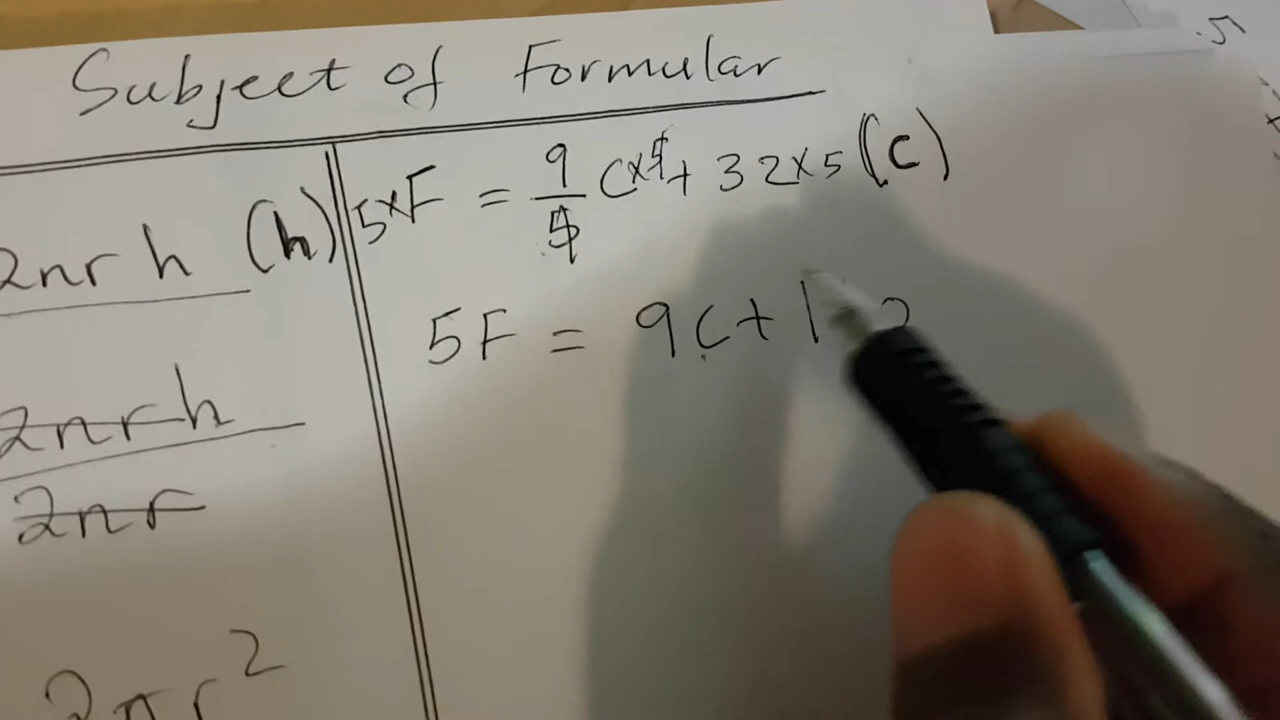 Subject of Formular
2πr h (h)
2πrh
2πr
2πr²
5×F = 9/5 C×5 + 32×5 (C)
5F = 9C + 1